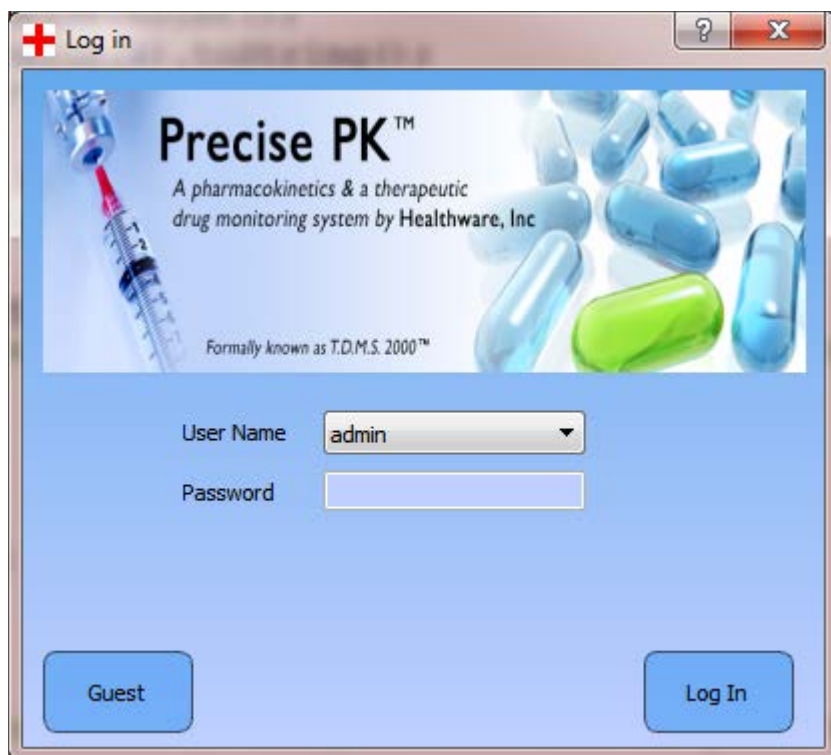 Log in
Precise PK™
A pharmacokinetics & a therapeutic
drug monitoring system by Healthware, Inc
Formally known as T.D.M.S. 2000™
User Name
admin
Password
Guest
Log In